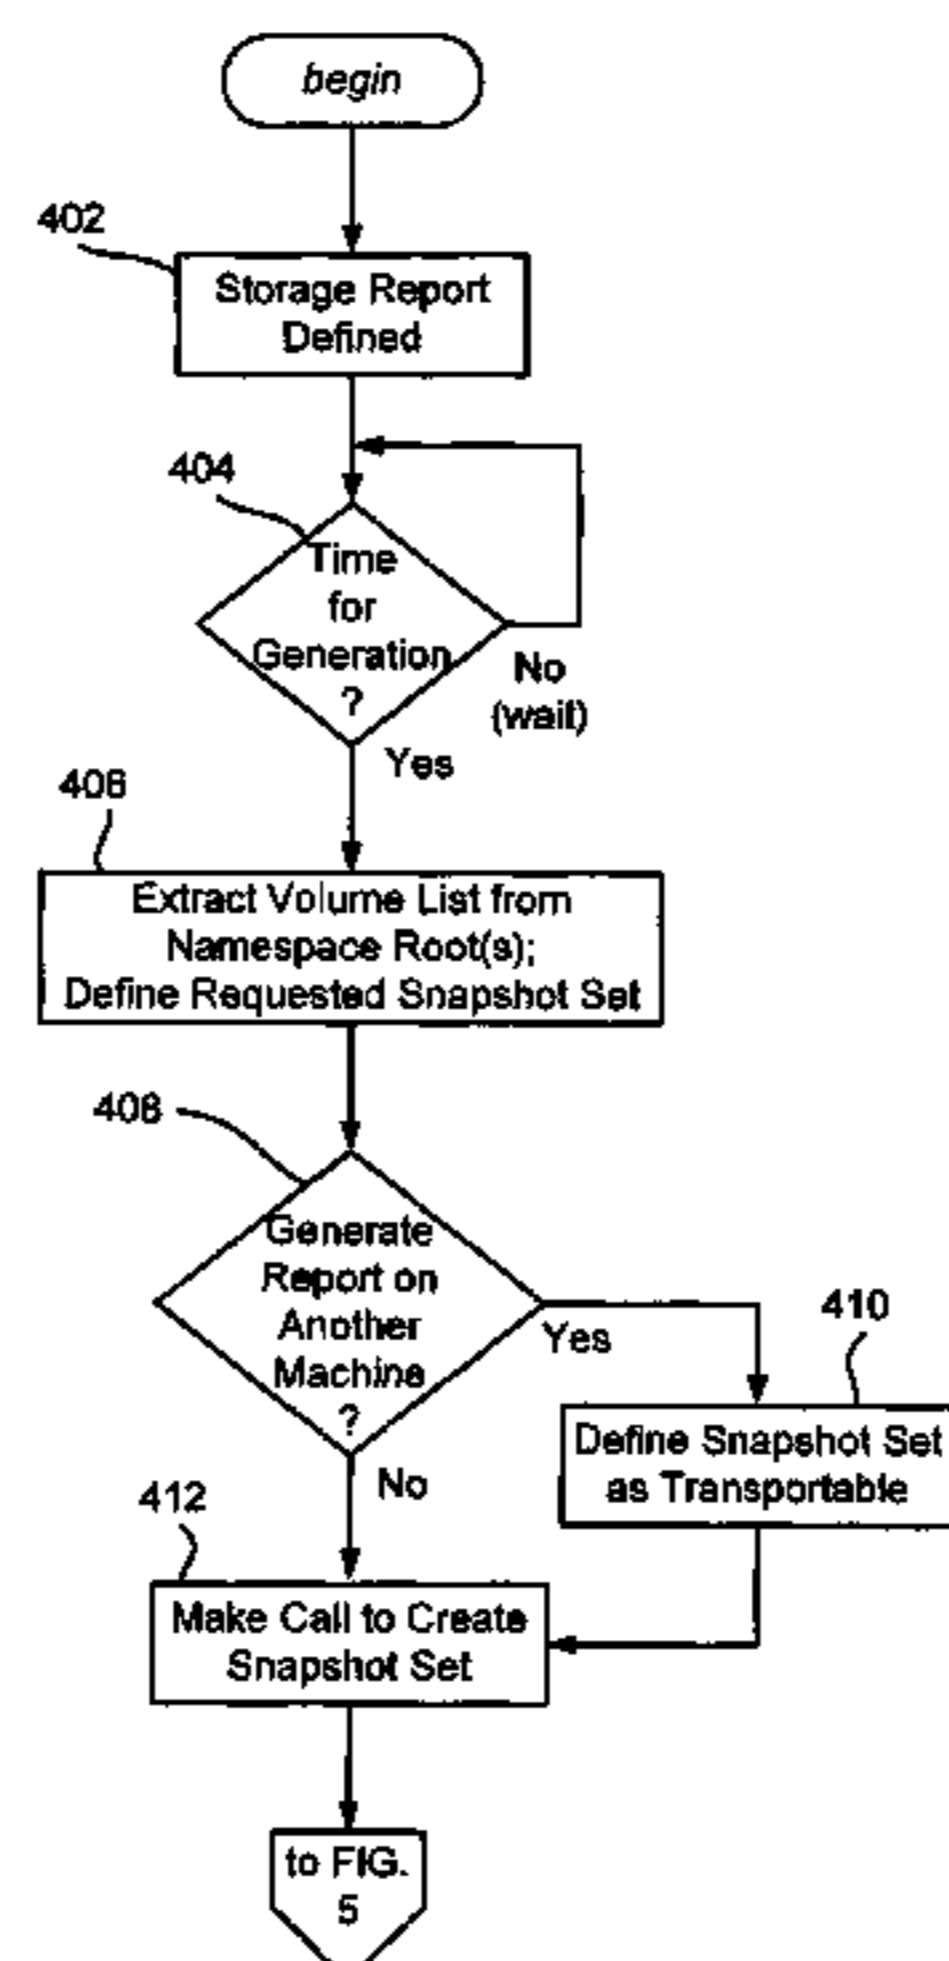 begin
402
Storage Report
Defined
404
Time
for
Generation
?
No
(wait)
Yes
406
Extract Volume List from
Namespace Root(s);
Define Requested Snapshot Set
408
Generate
Report on
Another
Machine
?
Yes
410
Define Snapshot Set
as Transportable
No
412
Make Call to Create
Snapshot Set
to FIG.
5